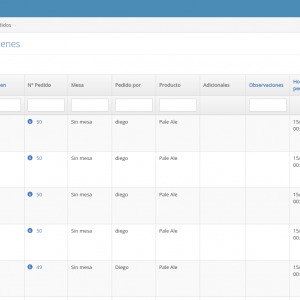 didos
enes
en Nº Pedido Mesa Pedido por Producto Adicionales Observaciones Ho
pe
50 Sin mesa diego Pale Ale 15
00:
50 Sin mesa diego Pale Ale 15
00:
50 Sin mesa diego Pale Ale 15
00:
50 Sin mesa diego Pale Ale 15
00:
49 Sin mesa Diego Pale Ale 15
00: